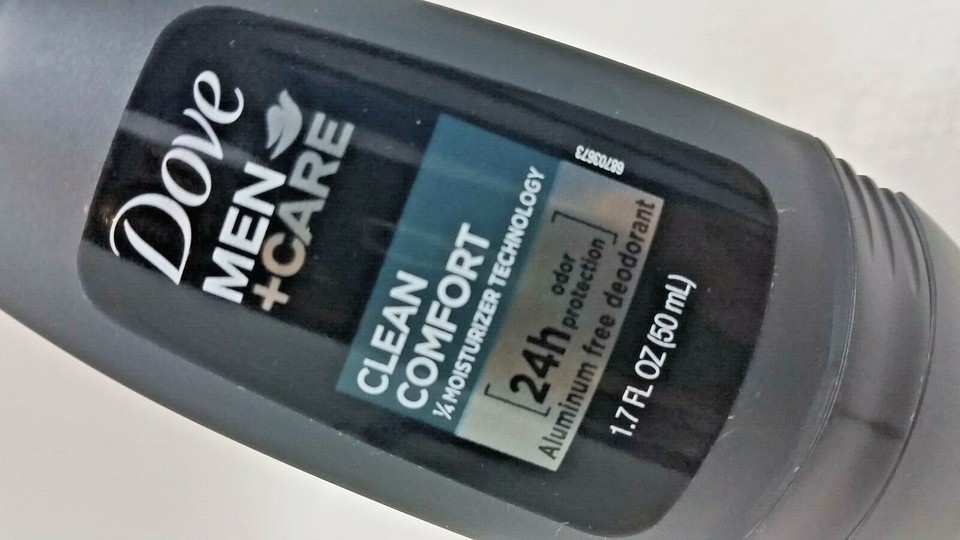 Dove
MEN
+CARE
CLEAN
COMFORT
¼ MOISTURIZER TECHNOLOGY
[24h odor protection]
Aluminum free deodorant
1.7 FL OZ (50 mL)
68703673